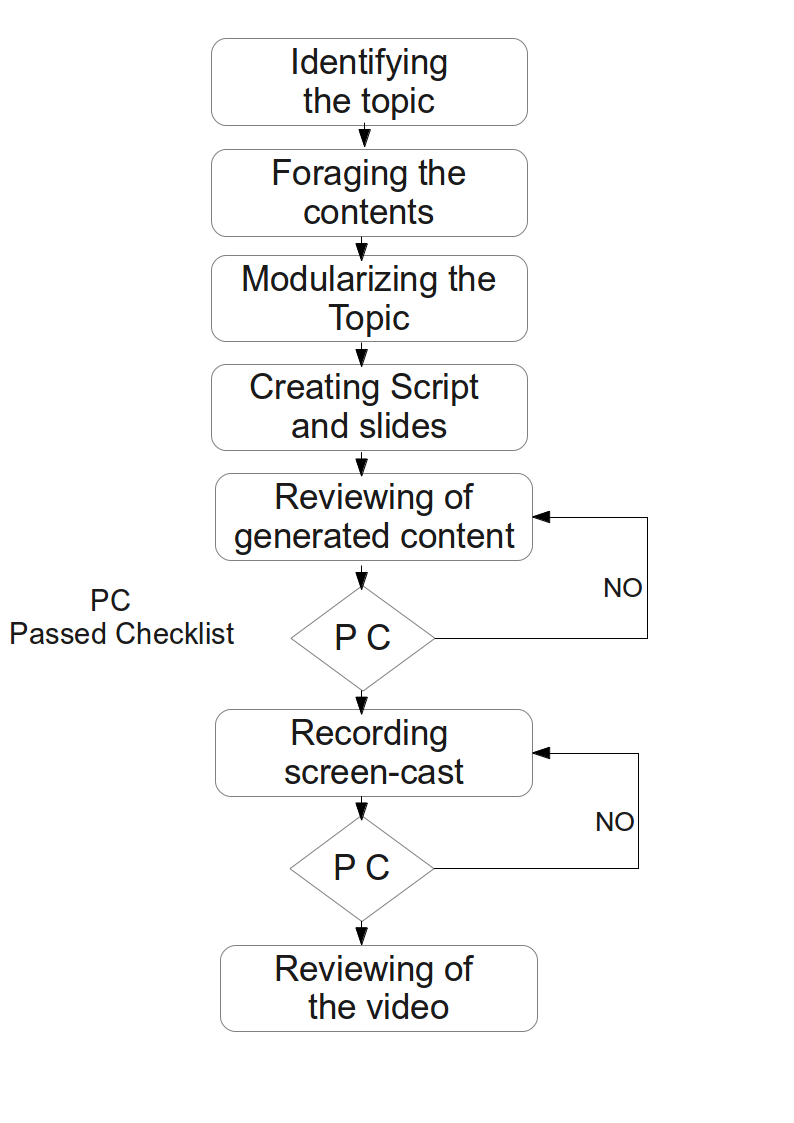 Identifying
the topic
Foraging the
contents
Modularizing the
Topic
Creating Script
and slides
Reviewing of
generated content
NO
PC
Passed Checklist
P C
Recording
screen-cast
NO
P C
Reviewing of
the video